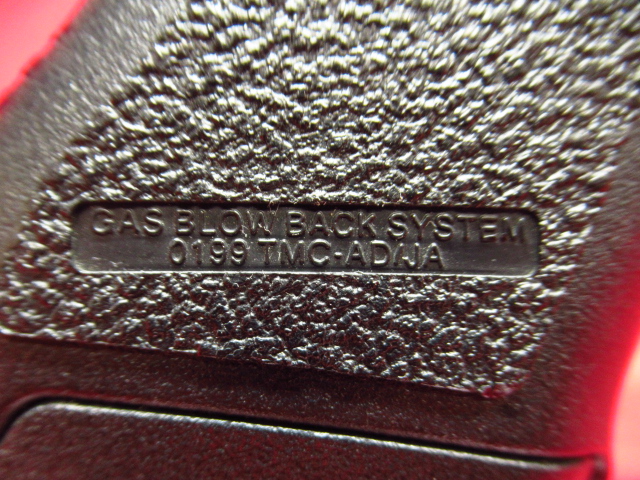 GAS BLOW BACK SYSTEM
0199 TMC-AD/JA